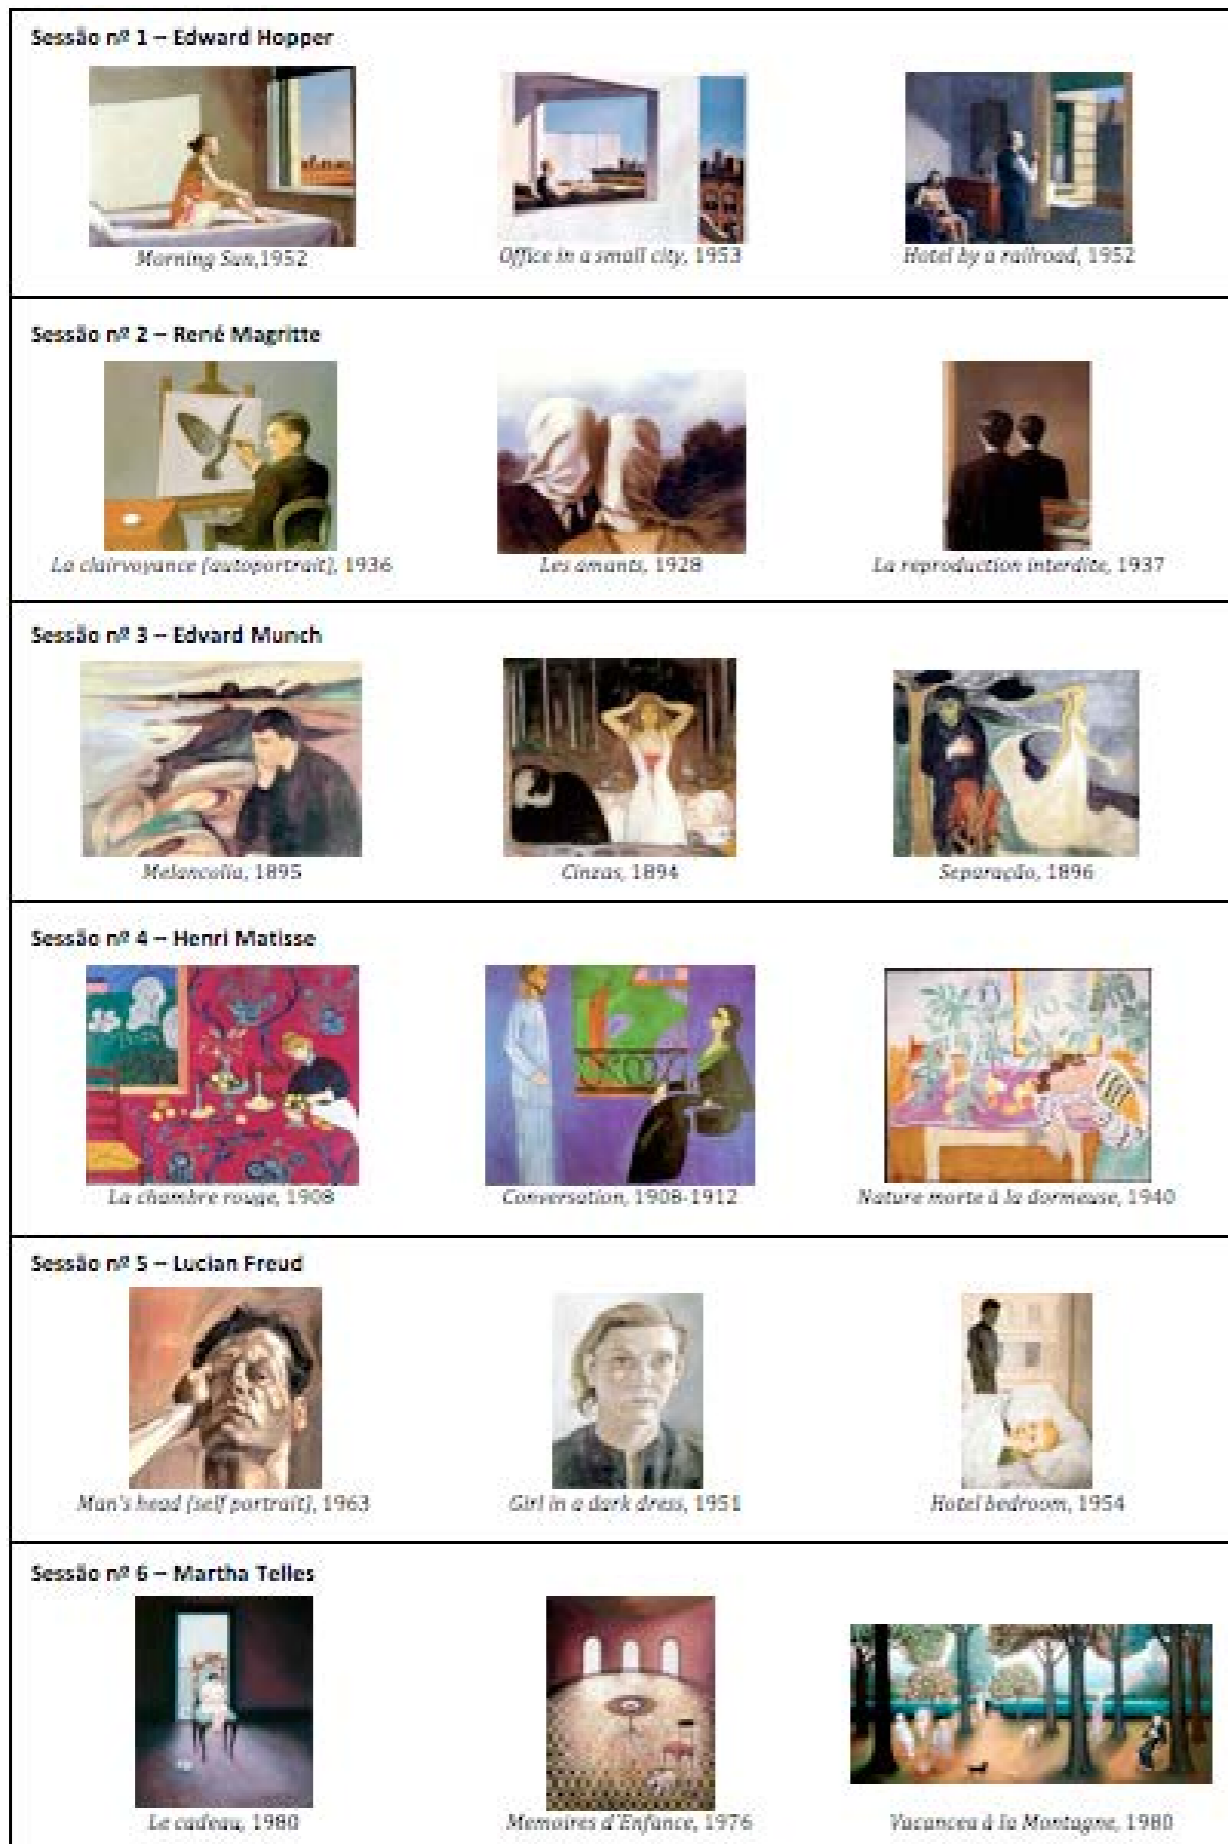 Sessão nº 1 – Edward Hopper
Morning Sun,1952
Office in a small city, 1953
Hotel by a railroad, 1952
Sessão nº 2 – René Magritte
La clairvoyance [autoportrait], 1936
Les amants, 1928
La reproduction interdite, 1937
Sessão nº 3 – Edvard Munch
Melancolia, 1895
Cinzas, 1894
Separação, 1896
Sessão nº 4 – Henri Matisse
La chambre rouge, 1908
Conversation, 1908-1912
Nature morte à la dormeuse, 1940
Sessão nº 5 – Lucian Freud
Man's head [self portrait], 1963
Girl in a dark dress, 1951
Hotel bedroom, 1954
Sessão nº 6 – Martha Telles
Le cadeau, 1980
Memoires d'Enfance, 1976
Vacancea à la Montagne, 1980